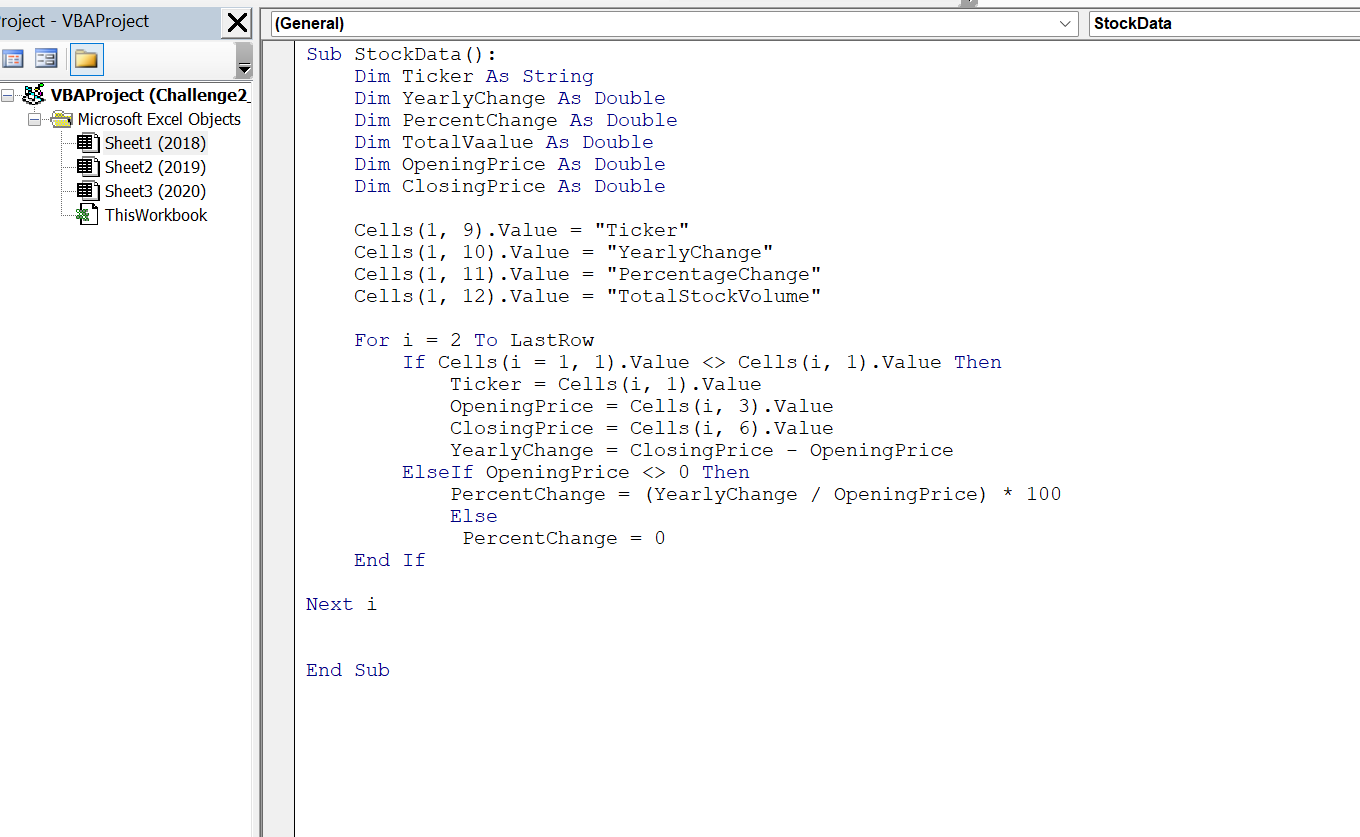 roject - VBAProject
VBAProject (Challenge2_
Microsoft Excel Objects
Sheet1 (2018)
Sheet2 (2019)
Sheet3 (2020)
ThisWorkbook
(General)
StockData
Sub StockData():
Dim Ticker As String
Dim YearlyChange As Double
Dim PercentChange As Double
Dim TotalVaalue As Double
Dim OpeningPrice As Double
Dim ClosingPrice As Double
Cells(1, 9).Value = "Ticker"
Cells(1, 10).Value = "YearlyChange"
Cells(1, 11).Value = "PercentageChange"
Cells(1, 12).Value = "TotalStockVolume"
For i = 2 To LastRow
If Cells(i = 1, 1).Value <> Cells(i, 1).Value Then
Ticker = Cells(i, 1).Value
OpeningPrice = Cells(i, 3).Value
ClosingPrice = Cells(i, 6).Value
YearlyChange = ClosingPrice - OpeningPrice
ElseIf OpeningPrice <> 0 Then
PercentChange = (YearlyChange / OpeningPrice) * 100
Else
PercentChange = 0
End If
Next i
End Sub